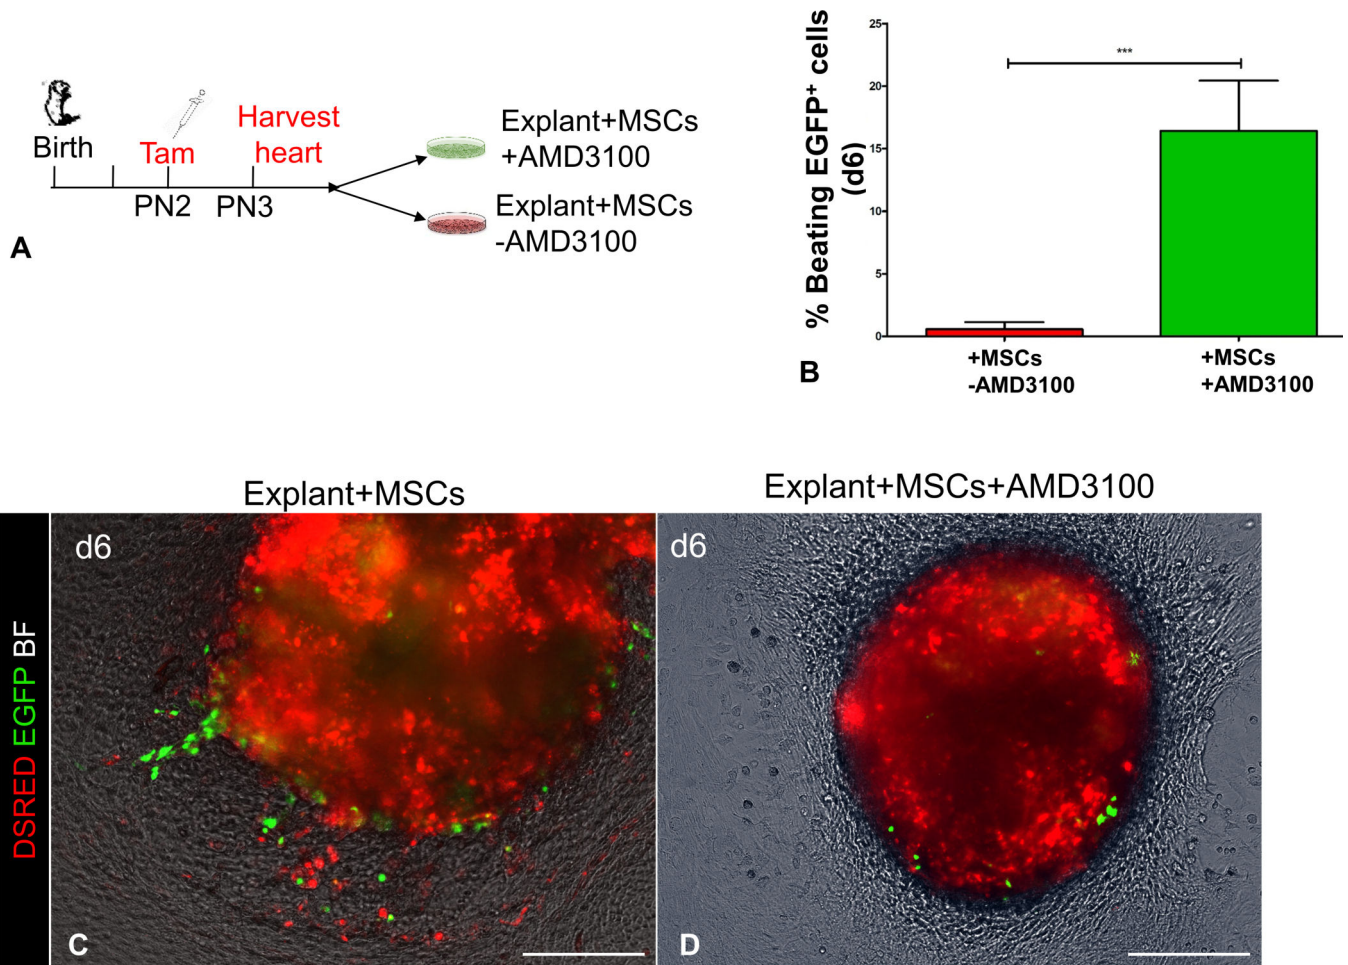 Birth
Tam
Harvest
heart
PN2
PN3
Explant+MSCs
+AMD3100
Explant+MSCs
-AMD3100
A
% Beating EGFP+ cells
(d6)
25
20
15
10
5
0
***
+MSCs
-AMD3100
+MSCs
+AMD3100
B
Explant+MSCs
Explant+MSCs+AMD3100
DSRED EGFP BF
d6
C
d6
D